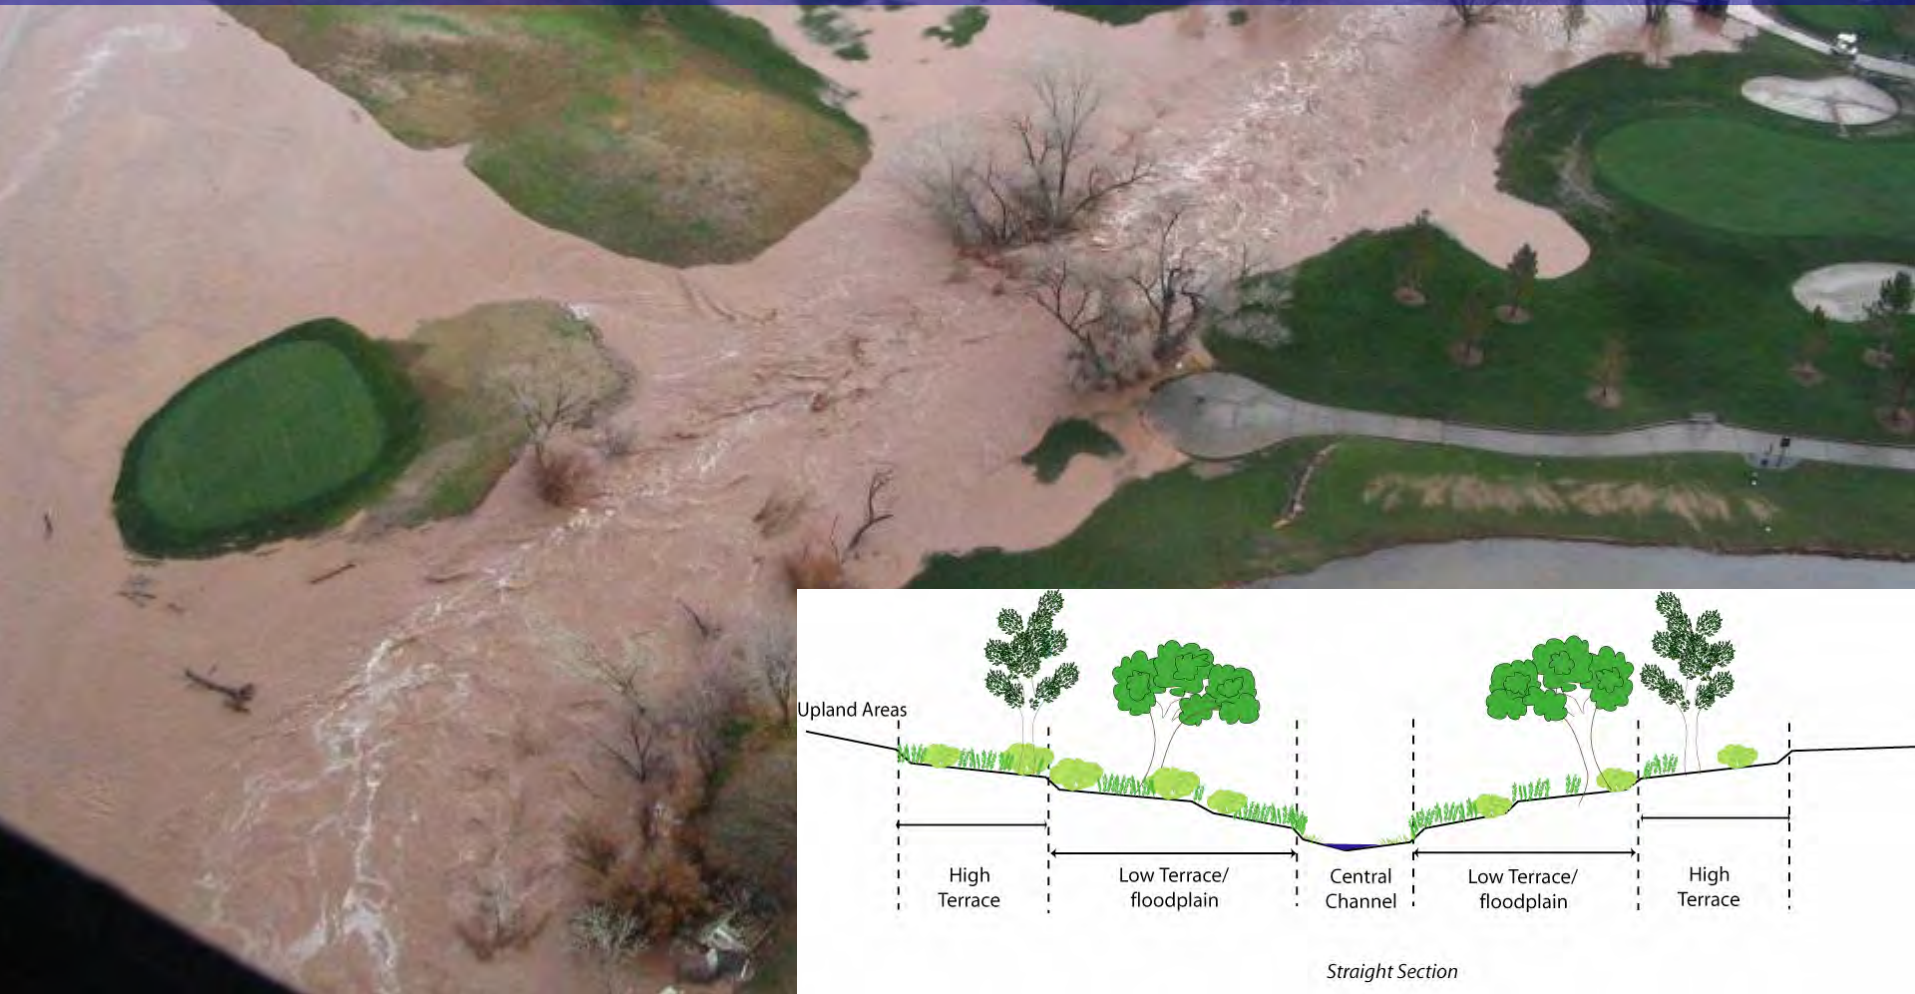 Upland Areas
High
Terrace
Low Terrace/
floodplain
Central
Channel
Low Terrace/
floodplain
High
Terrace
Straight Section